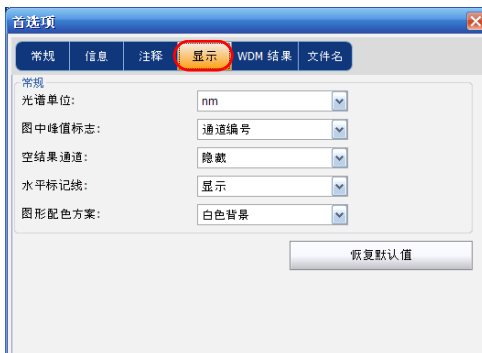 首选项
常规 信息 注释 显示 WDM 结果 文件名
常规
光谱单位: nm
图中峰值标志: 通道编号
空结果通道: 隐藏
水平标记线: 显示
图形配色方案: 白色背景
恢复默认值